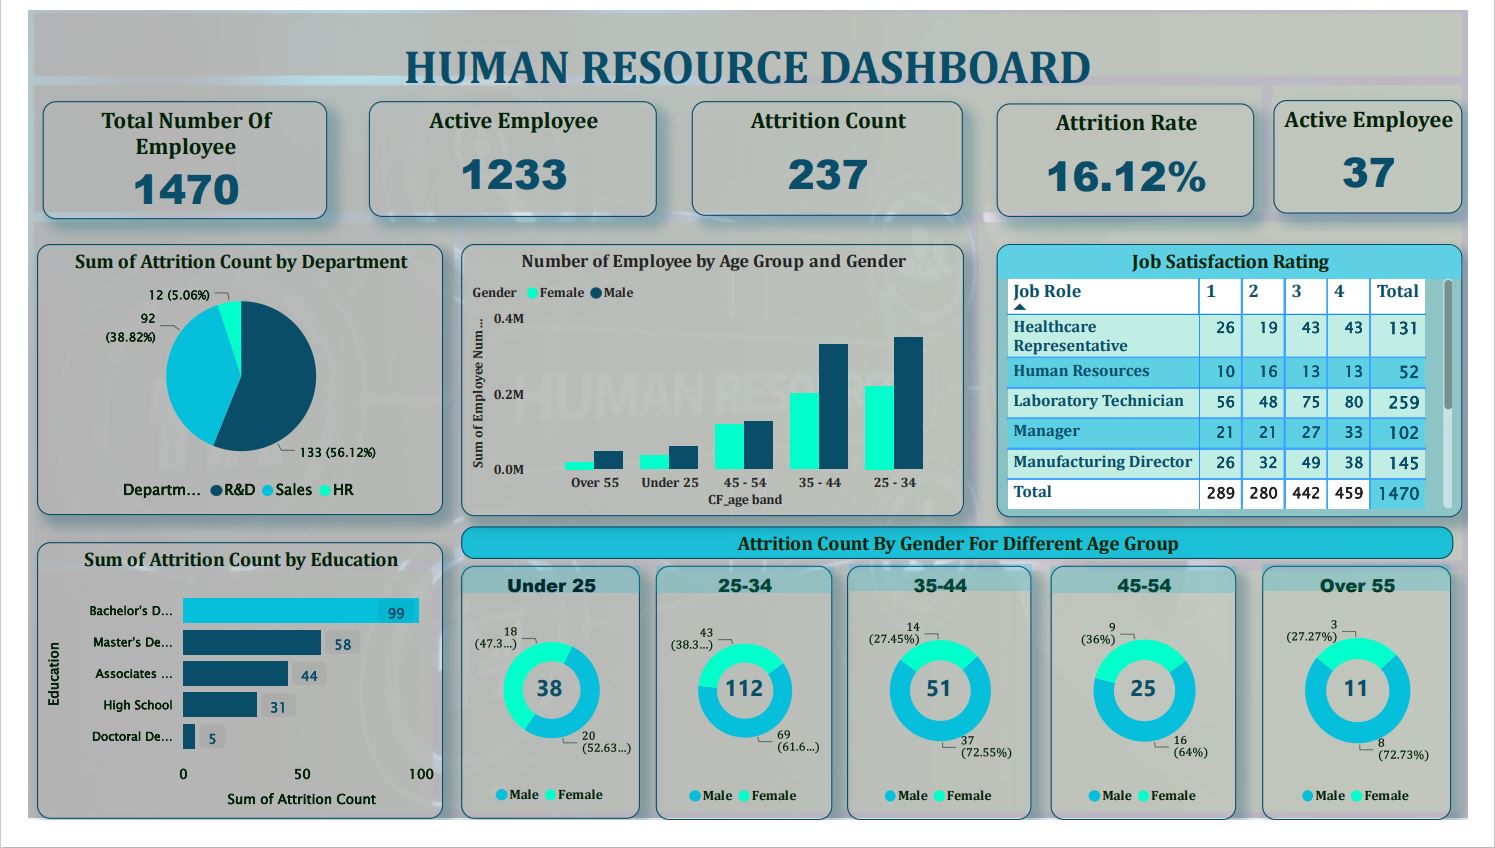 HUMAN RESOURCE DASHBOARD
Total Number Of
Employee
1470
Active Employee
1233
Attrition Count
237
Attrition Rate
16.12%
Active Employee
37
Sum of Attrition Count by Department
12 (5.06%)
92
(38.82%)
133 (56.12%)
Departm... R&D Sales HR
Number of Employee by Age Group and Gender
Gender Female Male
Sum of Employee Num...
0.4M
0.2M
0.0M
HUMAN RESOUR
Over 55 Under 25 45 - 54 35 - 44 25 - 34
CF_age band
Job Satisfaction Rating
Job Role 1 2 3 4 Total
Healthcare
Representative 26 19 43 43 131
Human Resources 10 16 13 13 52
Laboratory Technician 56 48 75 80 259
Manager 21 21 27 33 102
Manufacturing Director 26 32 49 38 145
Total 289 280 442 459 1470
Sum of Attrition Count by Education
Education
Bachelor's D... 99
Master's De... 58
Associates ... 44
High School 31
Doctoral De... 5
0 50 100
Sum of Attrition Count
Attrition Count By Gender For Different Age Group
Under 25
18
(47.3...)
38
20
(52.63...)
Male Female
25-34
43
(38.3...)
112
69
(61.6...)
Male Female
35-44
14
(27.45%)
51
37
(72.55%)
Male Female
45-54
9
(36%)
25
16
(64%)
Male Female
Over 55
3
(27.27%)
11
8
(72.73%)
Male Female